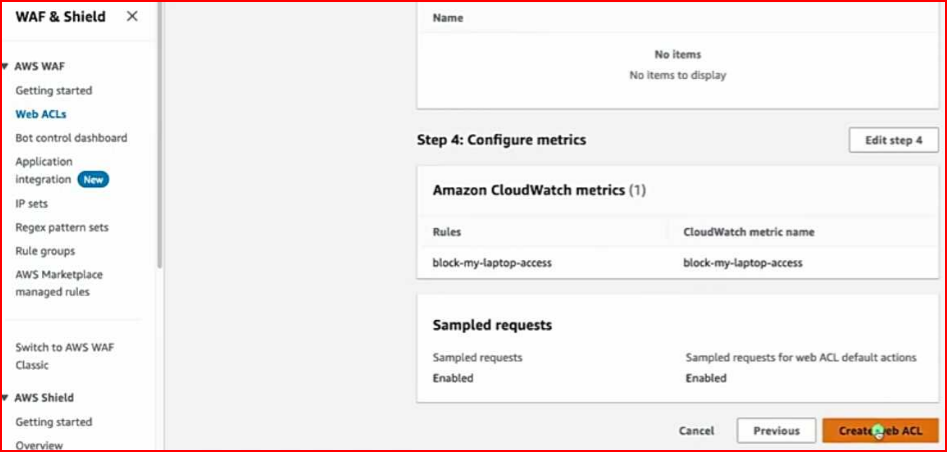 WAF & Shield
AWS WAF
Getting started
Web ACLs
Bot control dashboard
Application
integration New
IP sets
Regex pattern sets
Rule groups
AWS Marketplace
managed rules
Switch to AWS WAF
Classic
AWS Shield
Getting started
Overview
Name
No items
No items to display
Step 4: Configure metrics
Edit step 4
Amazon CloudWatch metrics (1)
Rules CloudWatch metric name
block-my-laptop-access block-my-laptop-access
Sampled requests
Sampled requests Sampled requests for web ACL default actions
Enabled Enabled
Cancel Previous Create web ACL